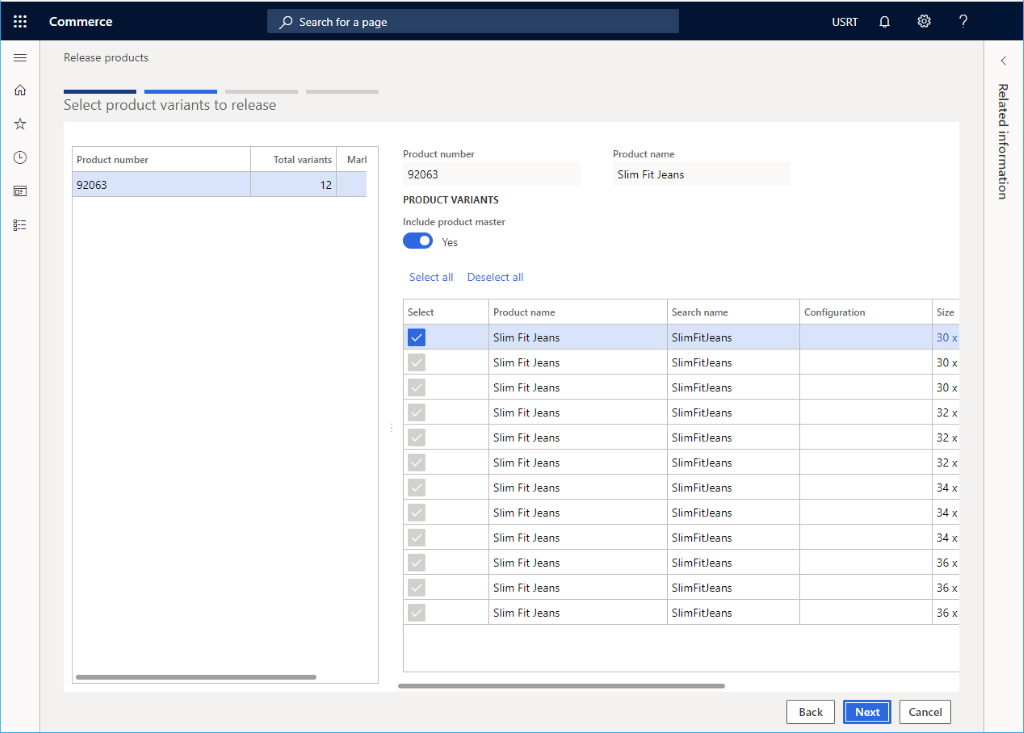 Commerce
Search for a page
USRT
?
Release products
Select product variants to release
Product number Total variants Marl
92063 12
Product number Product name
92063 Slim Fit Jeans
PRODUCT VARIANTS
Include product master
Yes
Select all Deselect all
Select Product name Search name Configuration Size
Slim Fit Jeans SlimFitJeans 30 x
Slim Fit Jeans SlimFitJeans 30 x
Slim Fit Jeans SlimFitJeans 30 x
Slim Fit Jeans SlimFitJeans 32 x
Slim Fit Jeans SlimFitJeans 32 x
Slim Fit Jeans SlimFitJeans 32 x
Slim Fit Jeans SlimFitJeans 34 x
Slim Fit Jeans SlimFitJeans 34 x
Slim Fit Jeans SlimFitJeans 34 x
Slim Fit Jeans SlimFitJeans 36 x
Slim Fit Jeans SlimFitJeans 36 x
Slim Fit Jeans SlimFitJeans 36 x
Back Next Cancel
Related information